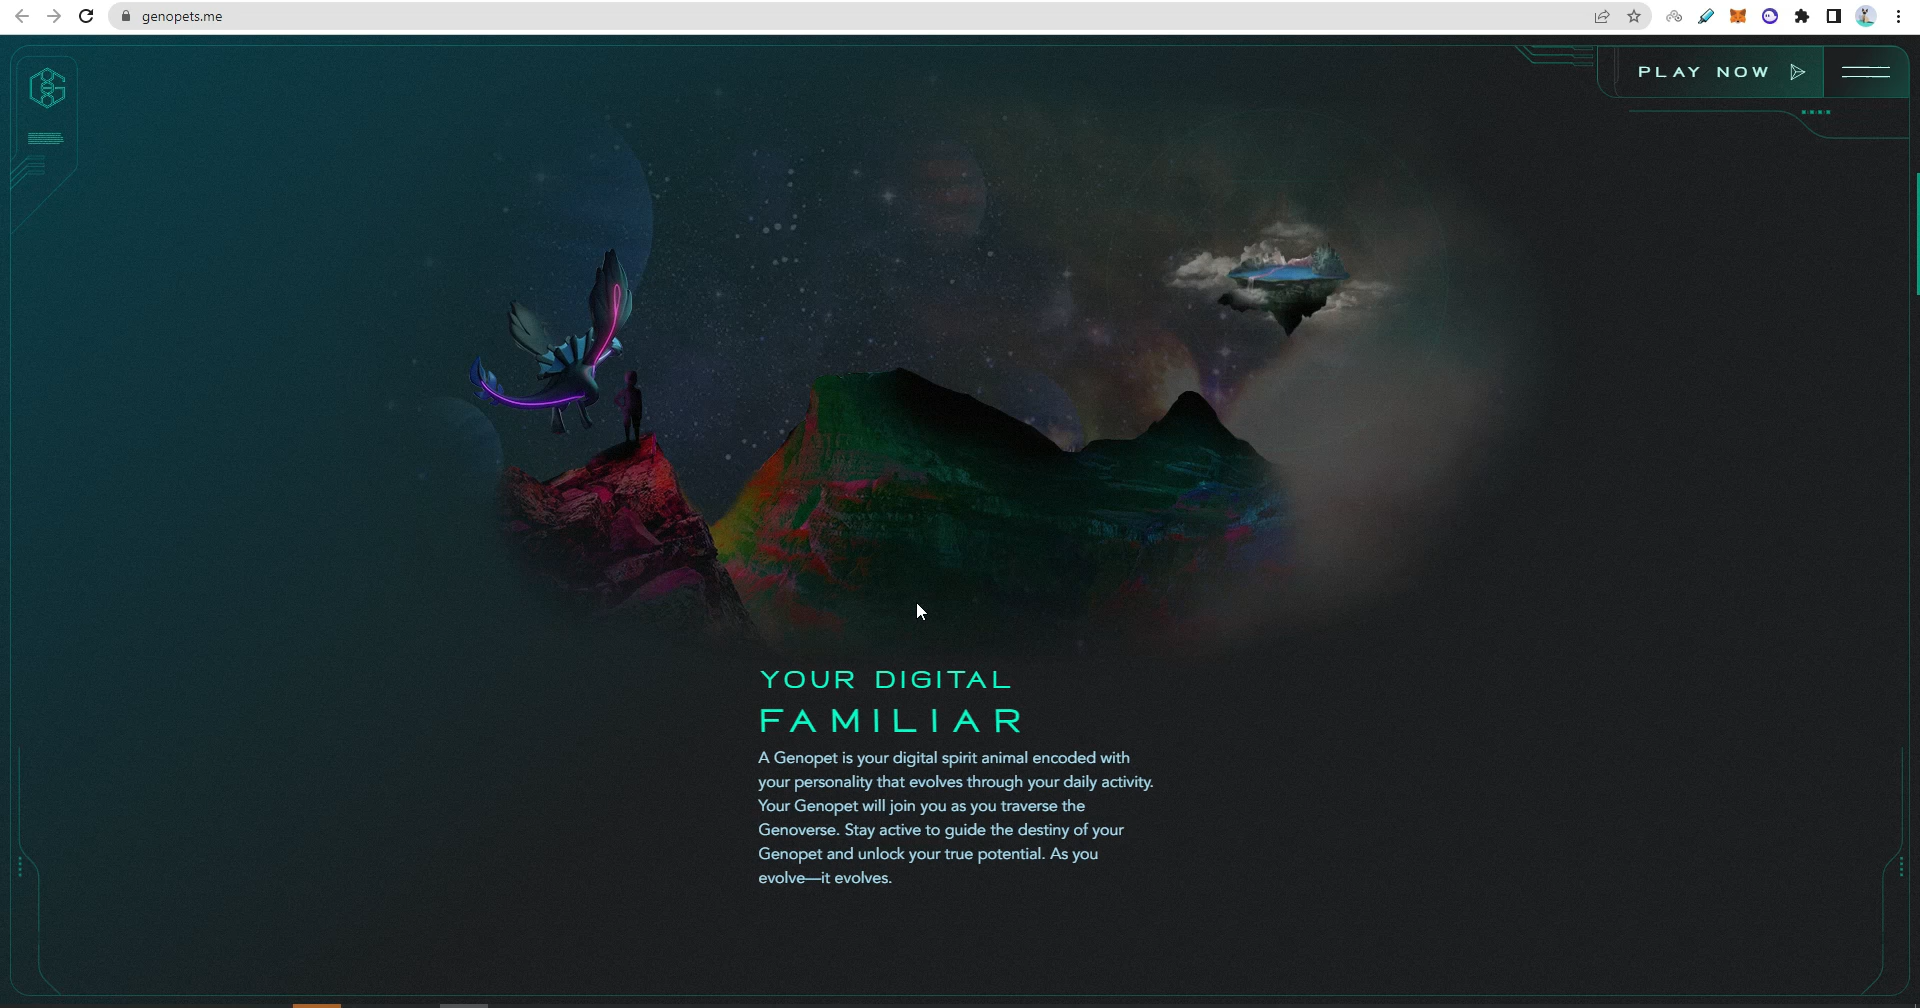 genopets.me
PLAY NOW
YOUR DIGITAL
FAMILIAR
A Genopet is your digital spirit animal encoded with
your personality that evolves through your daily activity.
Your Genopet will join you as you traverse the
Genoverse. Stay active to guide the destiny of your
Genopet and unlock your true potential. As you
evolve—it evolves.